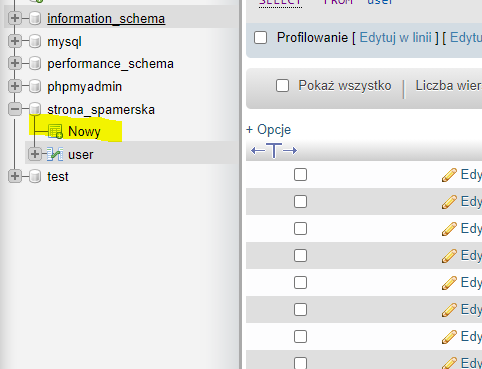 information_schema
mysql
performance_schema
phpmyadmin
strona_spamerska
Nowy
user
test
SELECT * FROM `user`
Profilowanie [ Edytuj w linii ] [ Edytu
Pokaż wszystko Liczba wier
+ Opcje
Edy
Edy
Edy
Edy
Edy
Edy
Edy
Edy